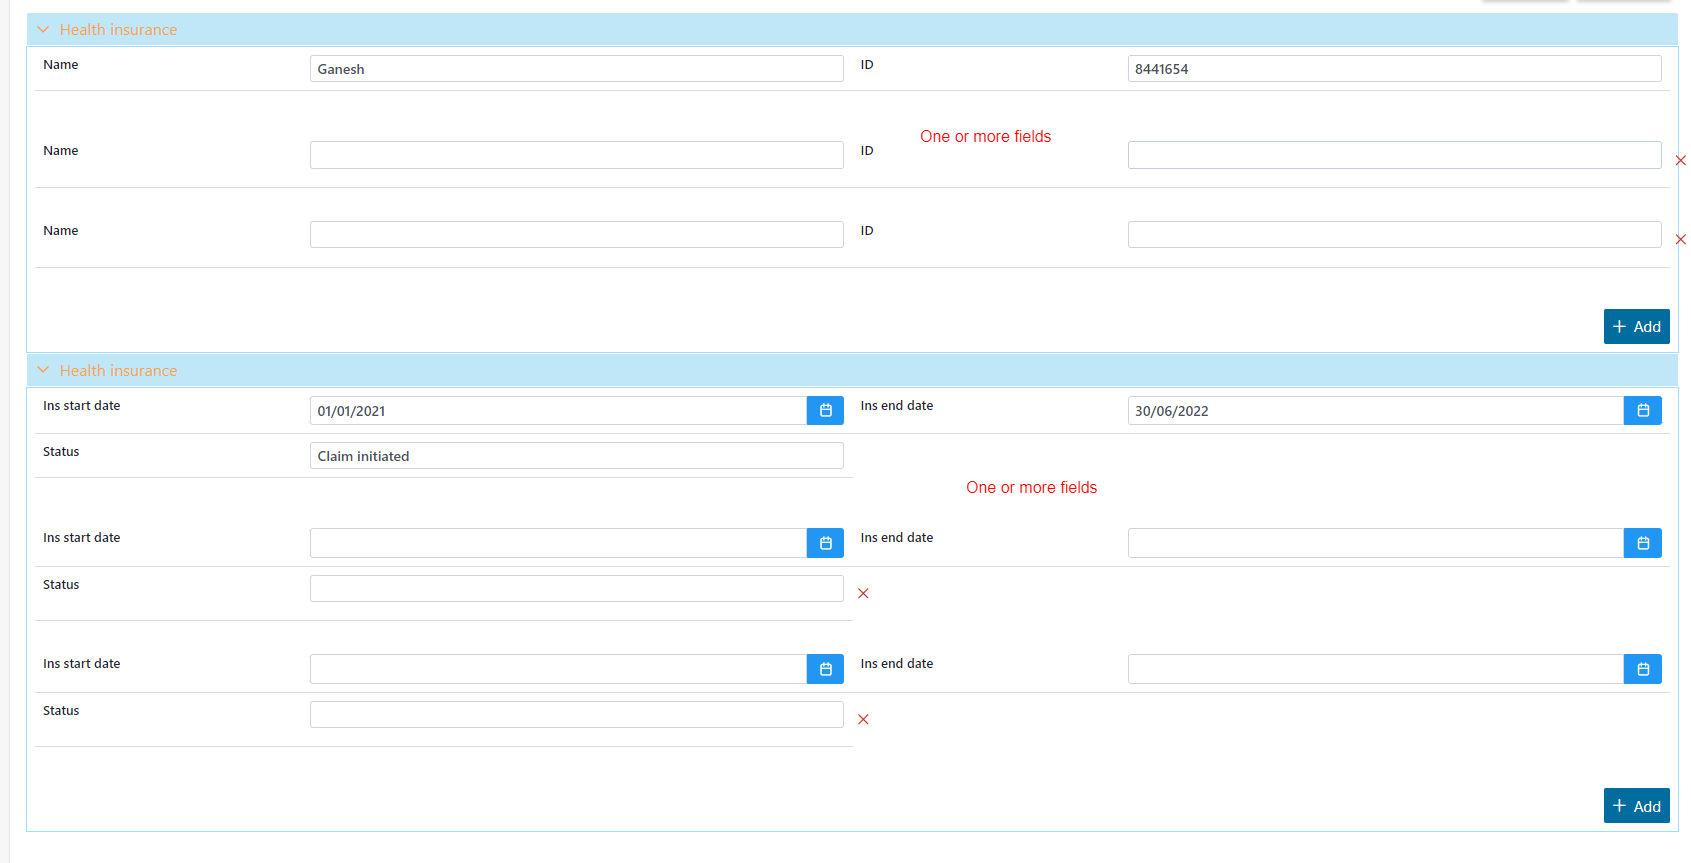 Health insurance
Name Ganesh ID 8441654
One or more fields
Name ID
Name ID
+ Add
Health insurance
Ins start date 01/01/2021 Ins end date 30/06/2022
Status Claim initiated
One or more fields
Ins start date Ins end date
Status
Ins start date Ins end date
Status
+ Add